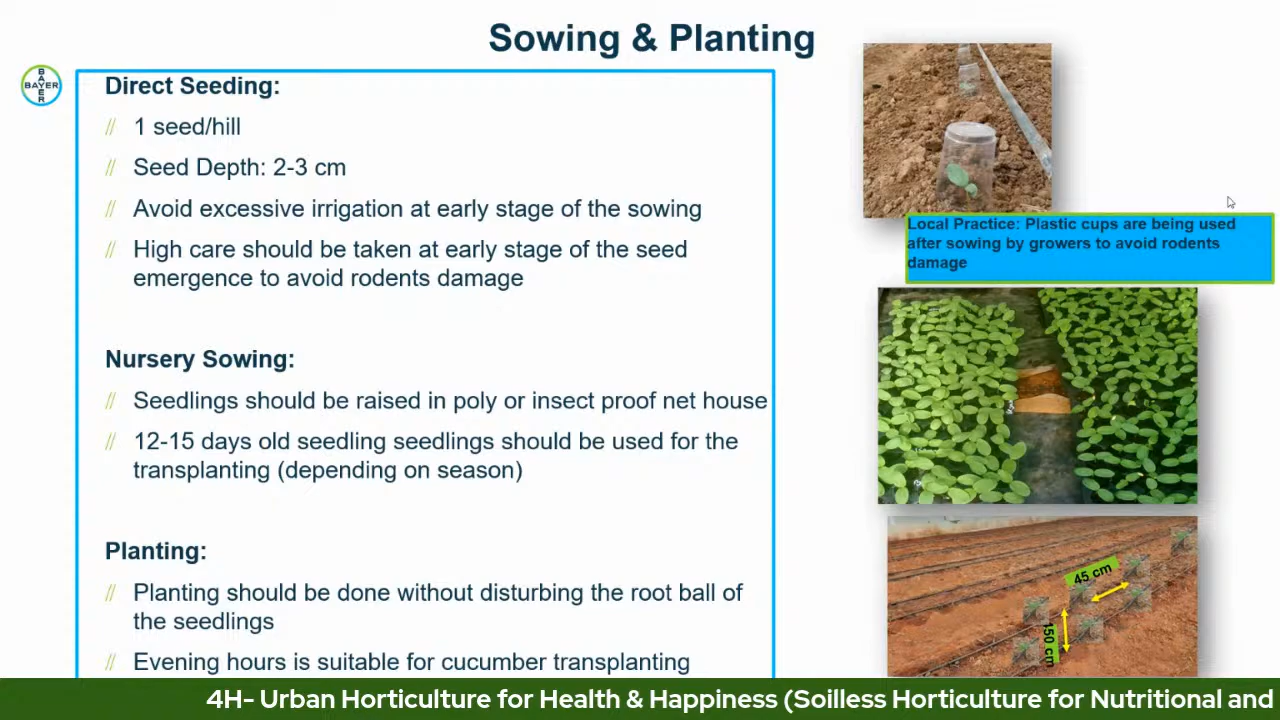 Sowing & Planting
BAYER
BAYER
Direct Seeding:
// 1 seed/hill
// Seed Depth: 2-3 cm
// Avoid excessive irrigation at early stage of the sowing
// High care should be taken at early stage of the seed
emergence to avoid rodents damage
Nursery Sowing:
// Seedlings should be raised in poly or insect proof net house
// 12-15 days old seedling seedlings should be used for the
transplanting (depending on season)
Planting:
// Planting should be done without disturbing the root ball of
the seedlings
// Evening hours is suitable for cucumber transplanting
Local Practice: Plastic cups are being used
after sowing by growers to avoid rodents
damage
45 cm
150 cm
4H- Urban Horticulture for Health & Happiness (Soilless Horticulture for Nutritional and